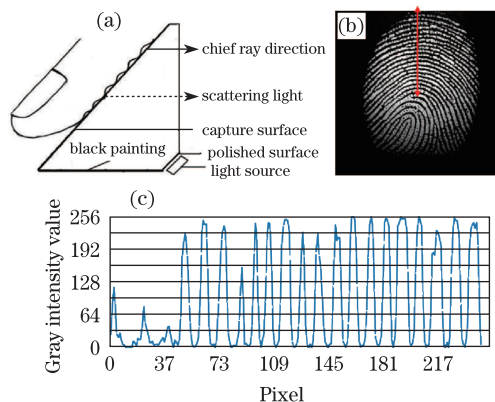 (a)
chief ray direction
scattering light
capture surface
black painting
polished surface
light source
(b)
(c)
Gray intensity value
256
192
128
64
0
0 37 73 109 145 181 217
Pixel